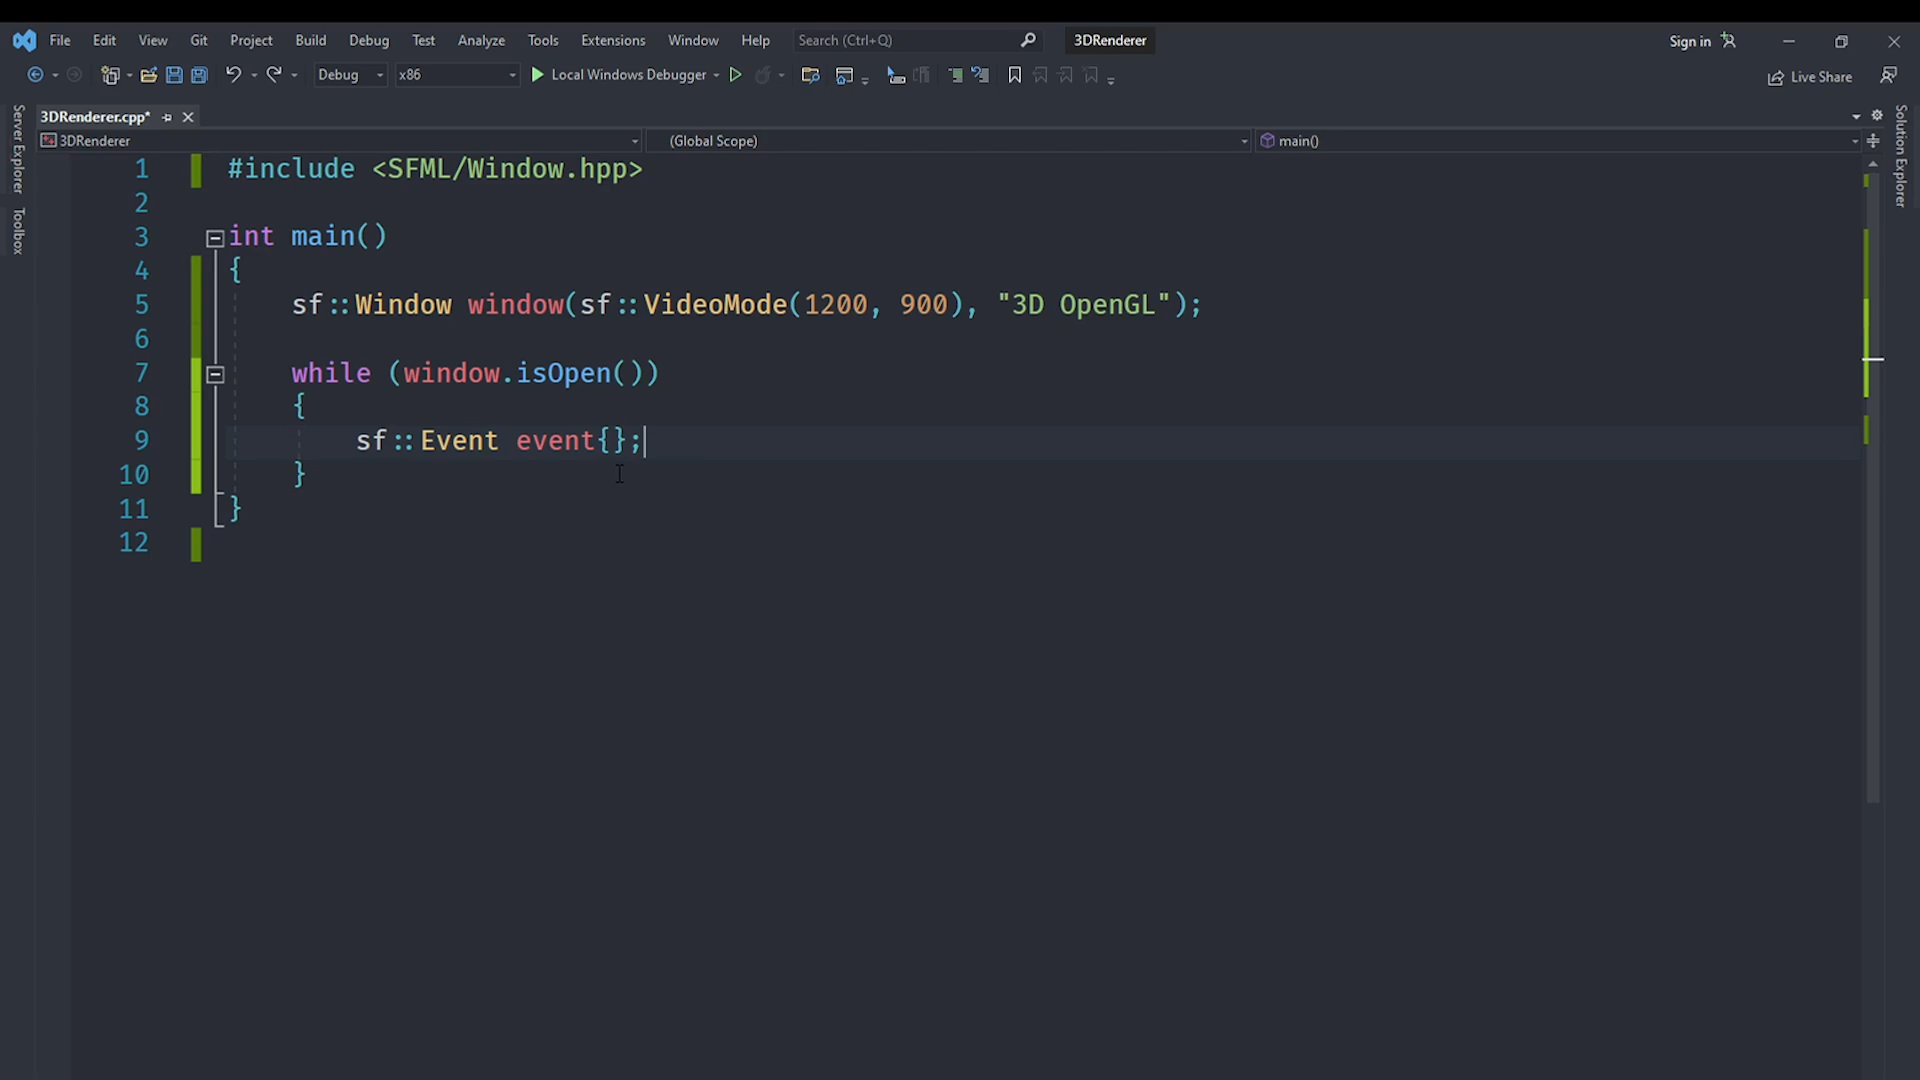 File Edit View Git Project Build Debug Test Analyze Tools Extensions Window Help Search (Ctrl+Q) 3DRenderer Sign in
Debug x86 Local Windows Debugger Live Share
Server Explorer
Toolbox
3DRenderer.cpp*
3DRenderer (Global Scope) main()
Solution Explorer
1 #include <SFML/Window.hpp>
2
3 int main()
4 {
5 sf::Window window(sf::VideoMode(1200, 900), "3D OpenGL");
6
7 while (window.isOpen())
8 {
9 sf::Event event{};
10 }
11 }
12